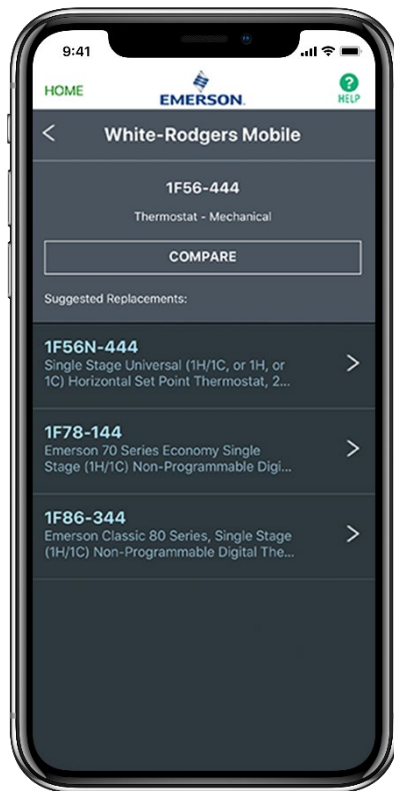 9:41
HOME
EMERSON.
HELP
White-Rodgers Mobile
1F56-444
Thermostat - Mechanical
COMPARE
Suggested Replacements:
1F56N-444
Single Stage Universal (1H/1C, or 1H, or
1C) Horizontal Set Point Thermostat, 2...
1F78-144
Emerson 70 Series Economy Single
Stage (1H/1C) Non-Programmable Digi...
1F86-344
Emerson Classic 80 Series, Single Stage
(1H/1C) Non-Programmable Digital The...